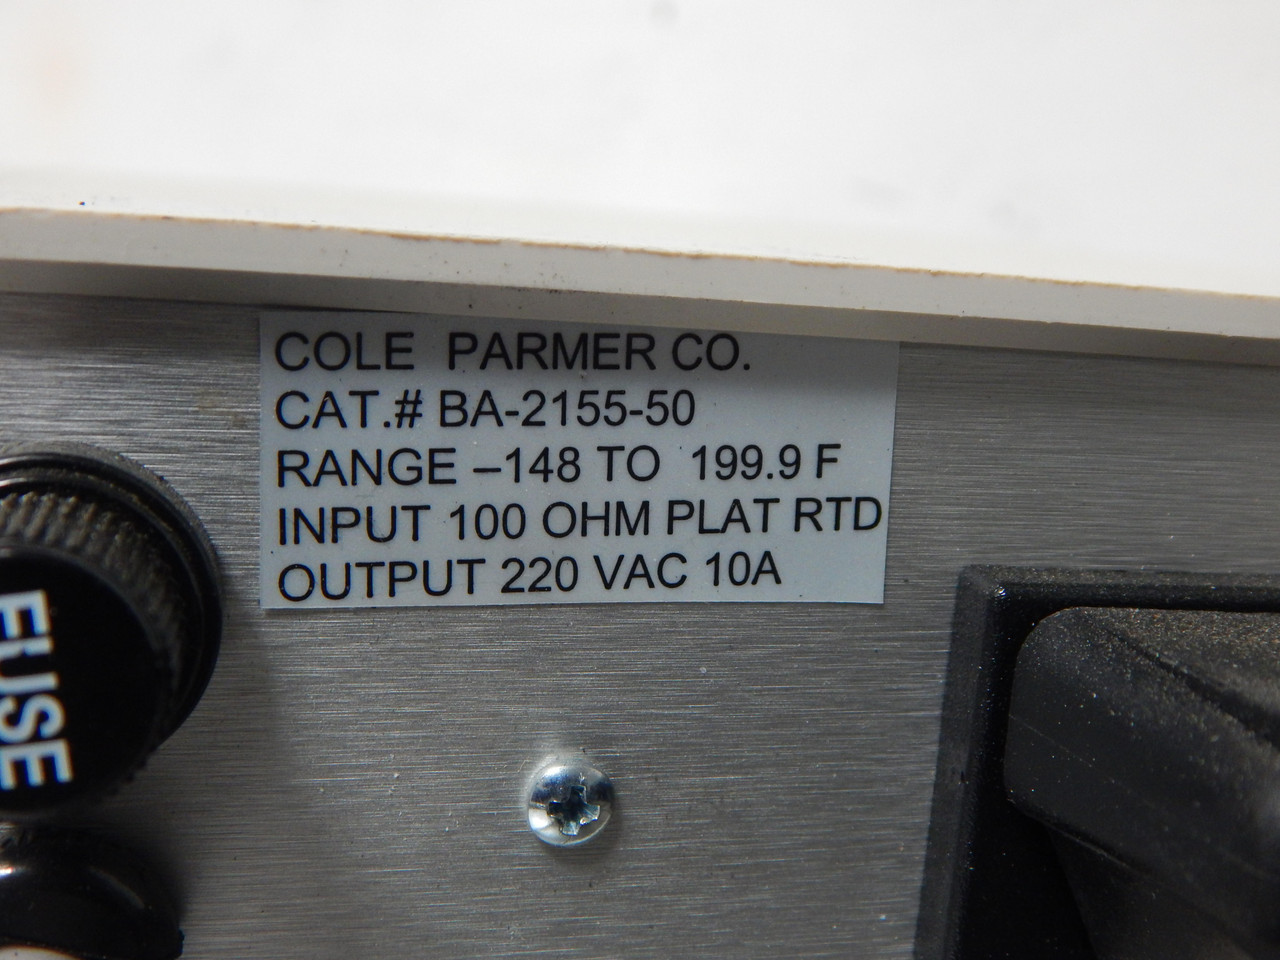 COLE PARMER CO.
CAT.# BA-2155-50
RANGE –148 TO 199.9 F
INPUT 100 OHM PLAT RTD
OUTPUT 220 VAC 10A
FUSE